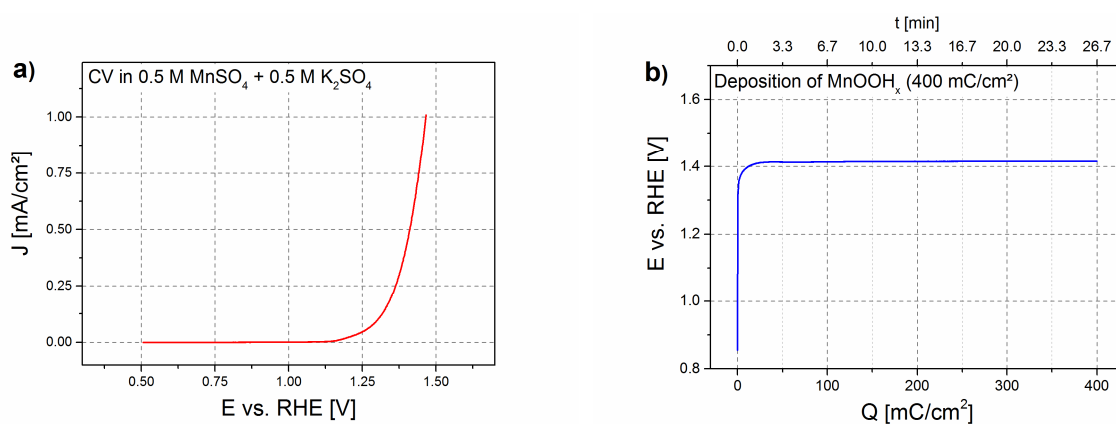 a)
CV in 0.5 M MnSO₄ + 0.5 M K₂SO₄
J [mA/cm²]
1.00
0.75
0.50
0.25
0.00
0.50 0.75 1.00 1.25 1.50
E vs. RHE [V]
b)
t [min]
0.0 3.3 6.7 10.0 13.3 16.7 20.0 23.3 26.7
Deposition of MnOOHₓ (400 mC/cm²)
E vs. RHE [V]
1.6
1.4
1.2
1.0
0.8
0 100 200 300 400
Q [mC/cm²]